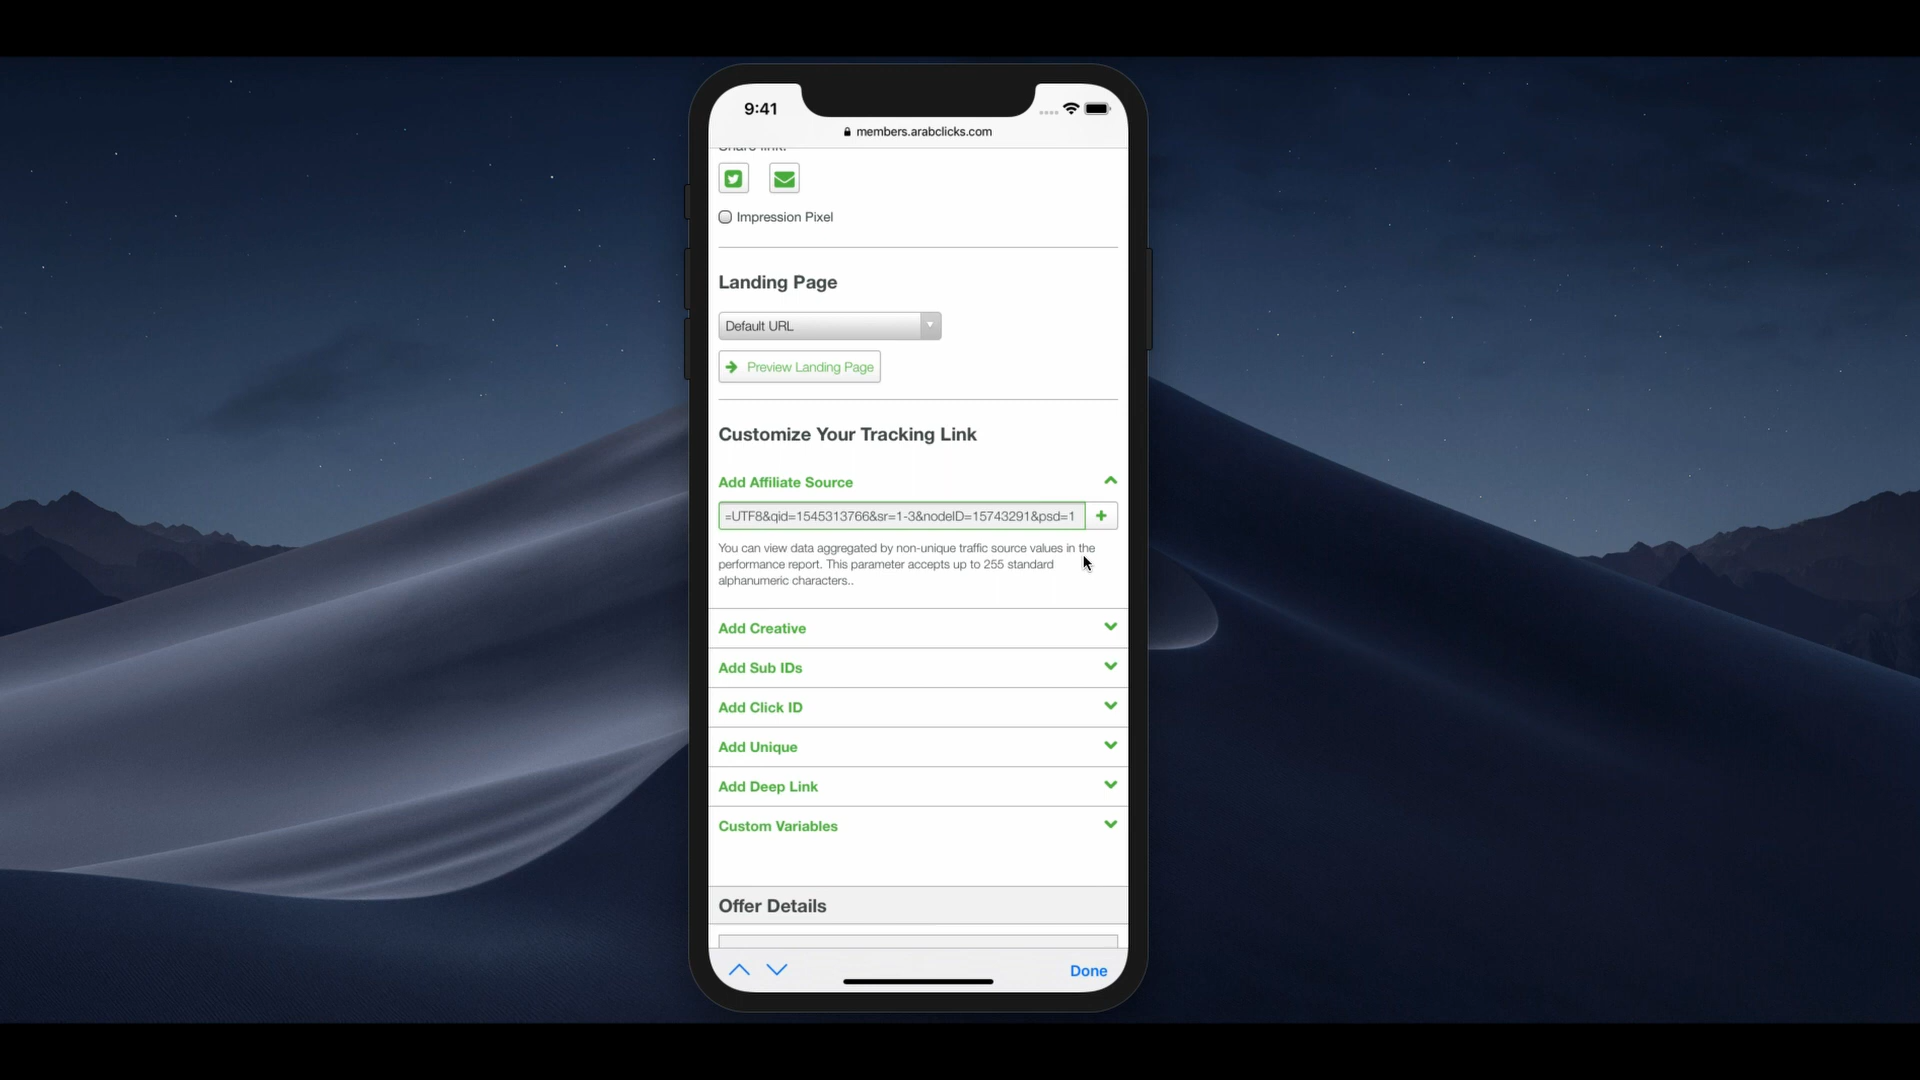 9:41
members.arabclicks.com
Share link:
Impression Pixel
Landing Page
Default URL
Preview Landing Page
Customize Your Tracking Link
Add Affiliate Source
=UTF8&qid=1545313766&sr=1-3&nodeID=15743291&psd=1
You can view data aggregated by non-unique traffic source values in the
performance report. This parameter accepts up to 255 standard
alphanumeric characters..
Add Creative
Add Sub IDs
Add Click ID
Add Unique
Add Deep Link
Custom Variables
Offer Details
Done